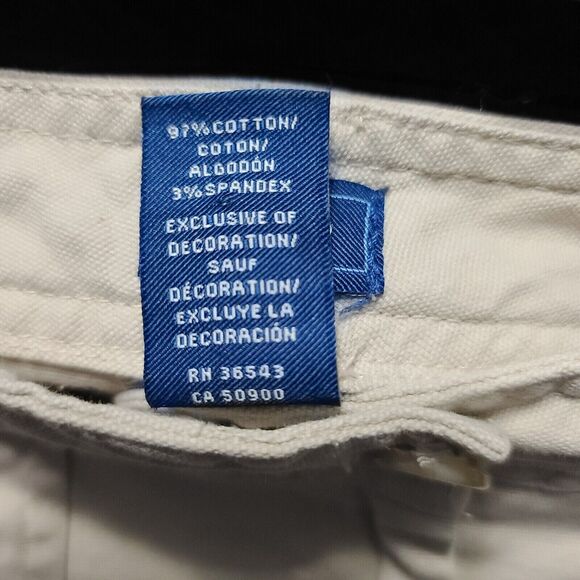 97% COTTON/
COTON/
ALGODÓN
3% SPANDEX
EXCLUSIVE OF
DECORATION/
SAUF
DÉCORATION/
EXCLUYE LA
DECORACIÓN
RN 36543
CA 50900